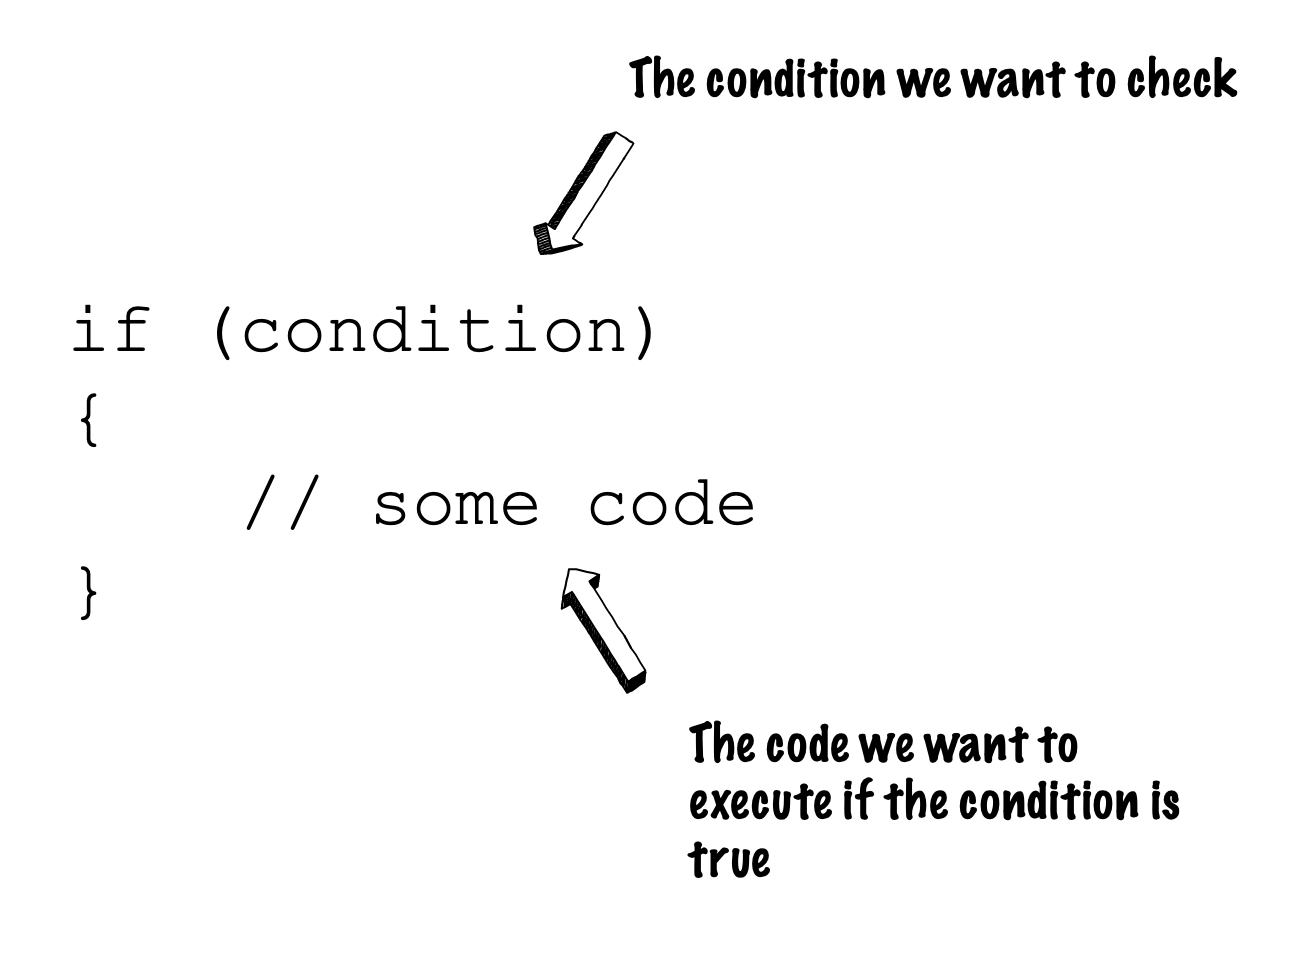 The condition we want to check
if (condition)
{
// some code
}
The code we want to
execute if the condition is
true